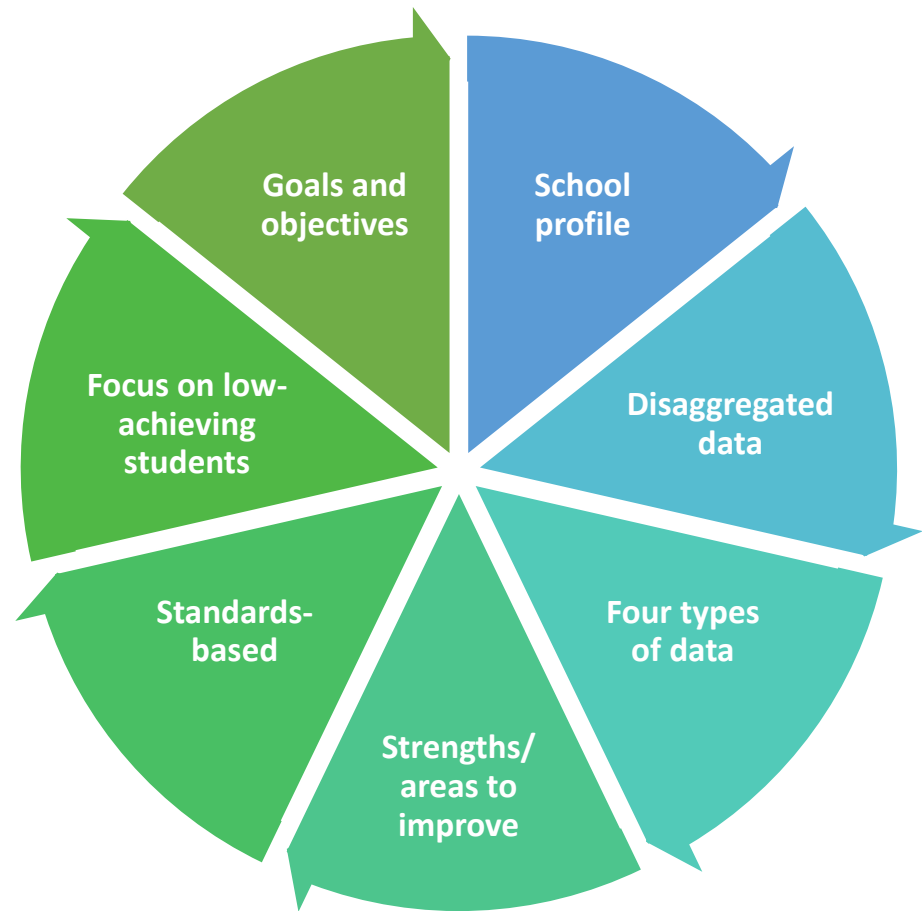 Goals and
objectives
School
profile
Disaggregated
data
Four types
of data
Strengths/
areas to
improve
Standards-
based
Focus on low-
achieving
students